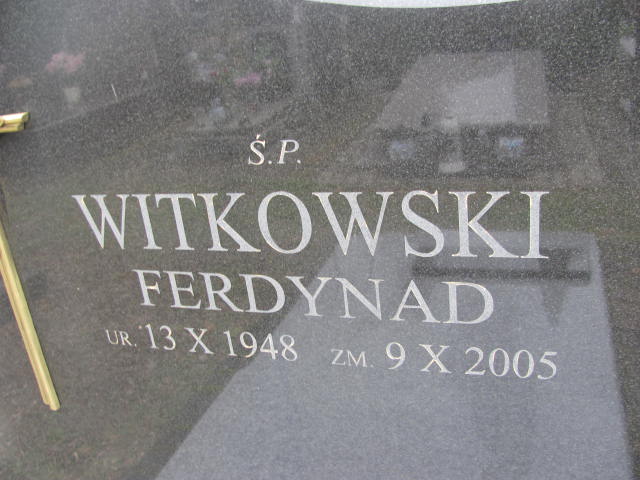 Ś.P.
WITKOWSKI
FERDYNAD
UR. 13 X 1948 ZM. 9 X 2005